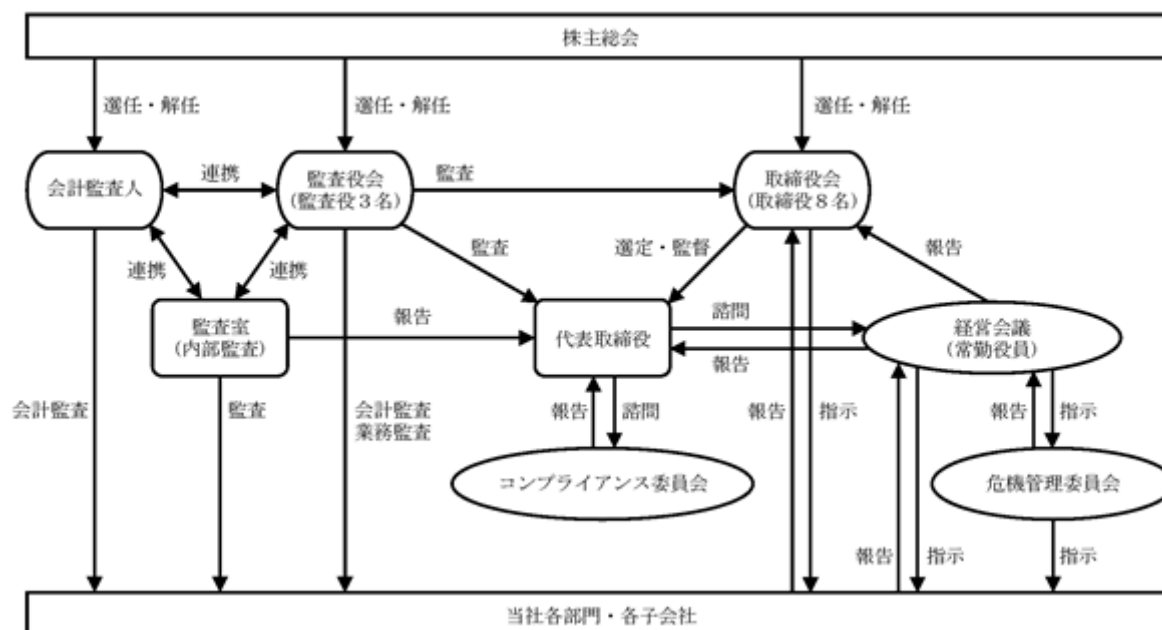 株主総会
選任・解任
選任・解任
選任・解任
会計監査人
連携
監査役会
(監査役3名)
監査
取締役会
(取締役8名)
連携
連携
監査
選定・監督
報告
監査室
(内部監査)
報告
代表取締役
諮問
報告
経営会議
(常勤役員)
会計監査
監査
会計監査
業務監査
報告
諮問
報告
指示
報告
指示
コンプライアンス委員会
危機管理委員会
報告
指示
指示
当社各部門・各子会社